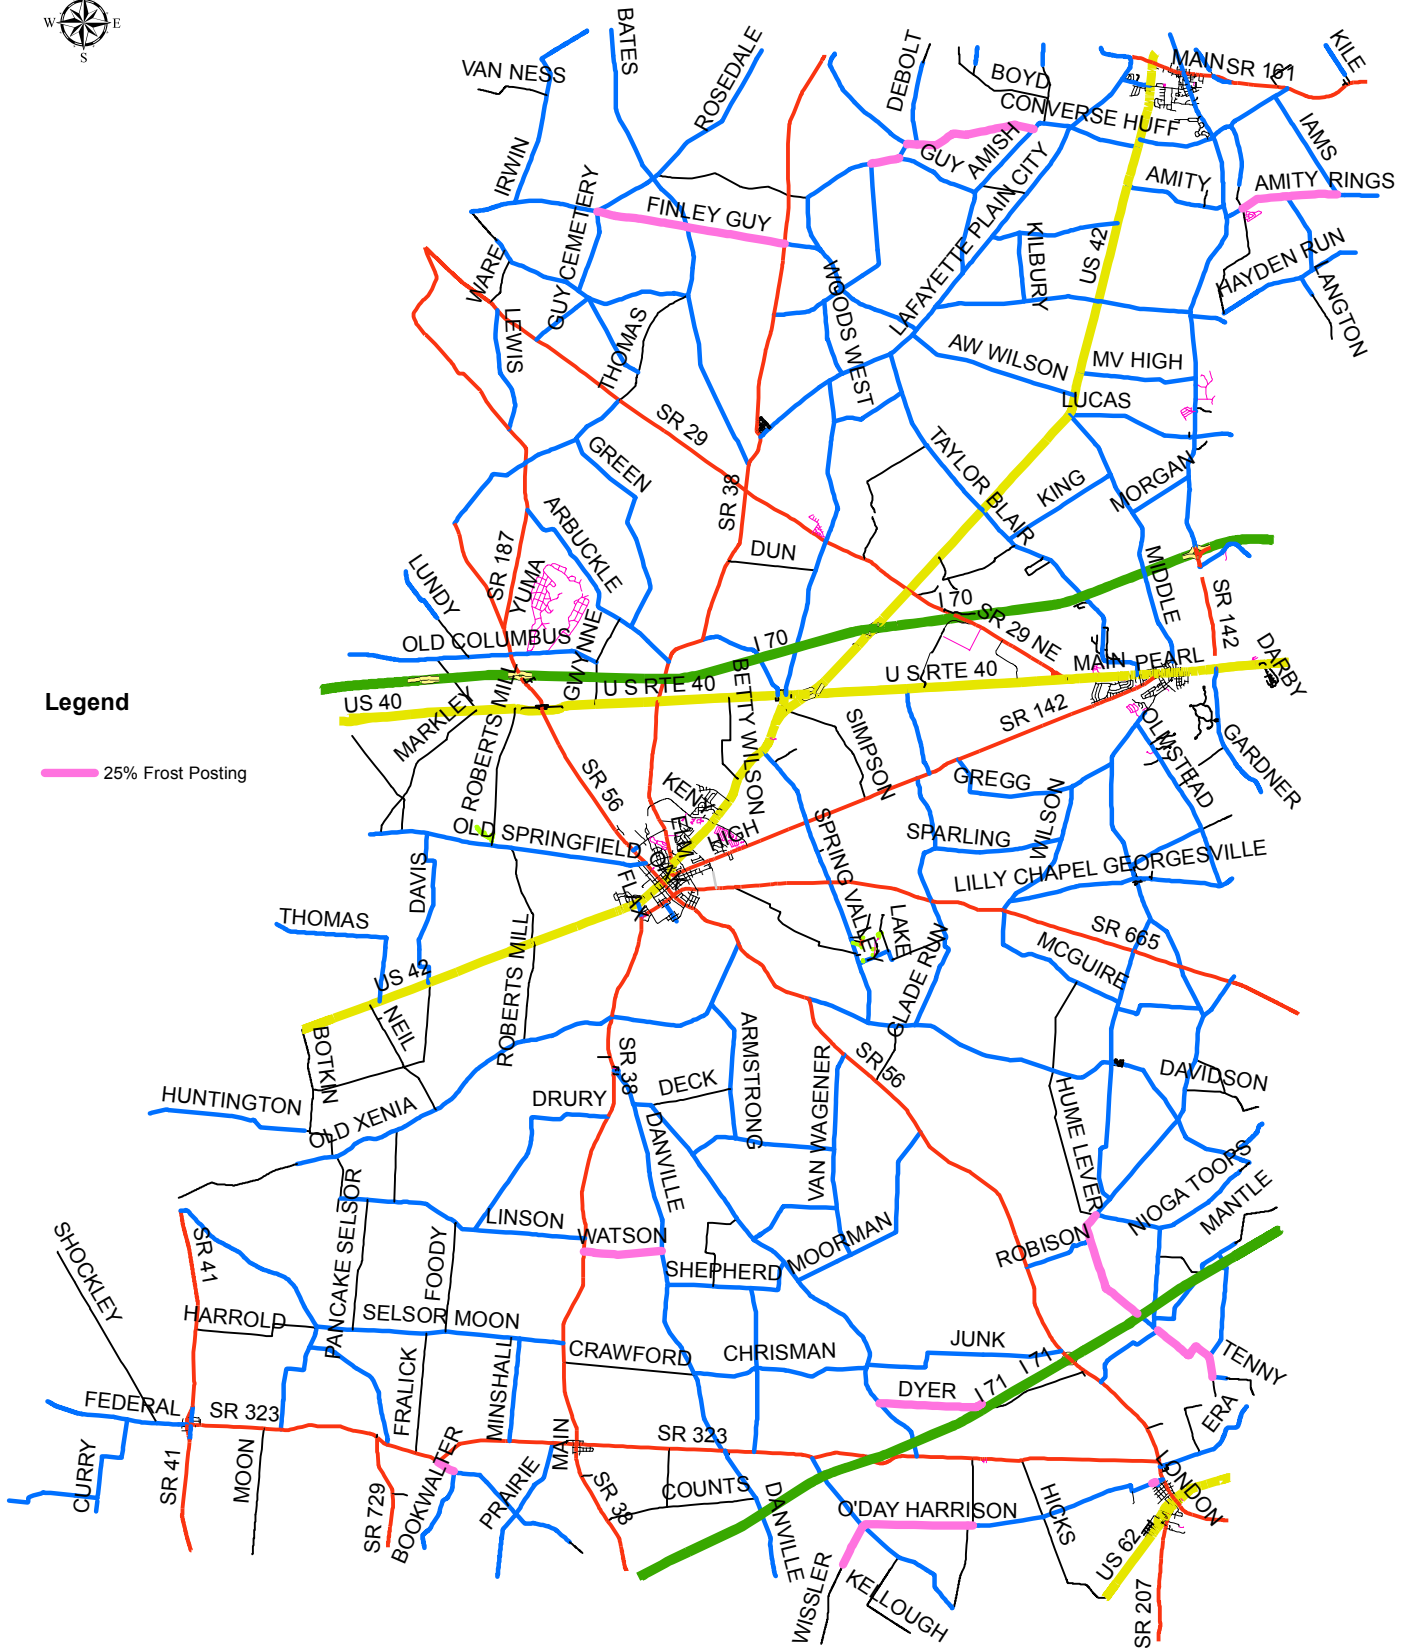 W E
S
BATES
VAN NESS
ROSEDALE
DEBOLT
BOYD
MAIN
SR 161
KILE
CONVERSE HUFF
IAMS
IRWIN
GUY
AMISH
AMITY
AMITY RINGS
GUY CEMETERY
FINLEY GUY
LAFAYETTE PLAIN CITY
KILBURY
US 42
HAYDEN RUN
LANGTON
WARE
LEWIS
THOMAS
WOODS WEST
AW WILSON
MV HIGH
LUCAS
SR 29
GREEN
TAYLOR BLAIR
KING
MORGAN
SR 38
ARBUCKLE
DUN
SR 187
YUMA
LUNDY
MIDDLE
I 70
SR 29 NE
SR 142
OLD COLUMBUS
GWYNNE
I 70
BETTY WILSON
MAIN
PEARL
DARBY
Legend
US 40
MARKLEY
ROBERTS MILL
U S RTE 40
U S RTE 40
SR 142
SIMPSON
OLMSTEAD
GARDNER
25% Frost Posting
SR 56
KENY
ELM
HIGH
OAK
FLAX
GREGG
WILSON
SPARLING
SPRING VALLEY
OLD SPRINGFIELD
DAVIS
LILLY CHAPEL GEORGESVILLE
THOMAS
ROBERTS MILL
LAKE
GLADE RUN
SR 665
MCGUIRE
US 42
NEIL
BOTKIN
ARMSTRONG
SR 38
VAN WAGENER
SR 56
DAVIDSON
HUNTINGTON
OLD XENIA
DRURY
DECK
DANVILLE
HUME LEVER
NIOGA TOOPS
MANTLE
PANCAKE SELSOR
SHOCKLEY
SR 41
FOODY
LINSON
WATSON
MOORMAN
ROBISON
SHEPHERD
HARROLD
SELSOR MOON
CRAWFORD
CHRISMAN
JUNK
I 71
TENNY
FRALICK
MINSHALL
DYER
I 71
ERA
FEDERAL
SR 323
MAIN
SR 323
CURRY
SR 41
MOON
SR 729
BOOKWALTER
PRAIRIE
SR 38
COUNTS
DANVILLE
O'DAY HARRISON
HICKS
LONDON
US 62
WISSLER
KELLOUGH
SR 207